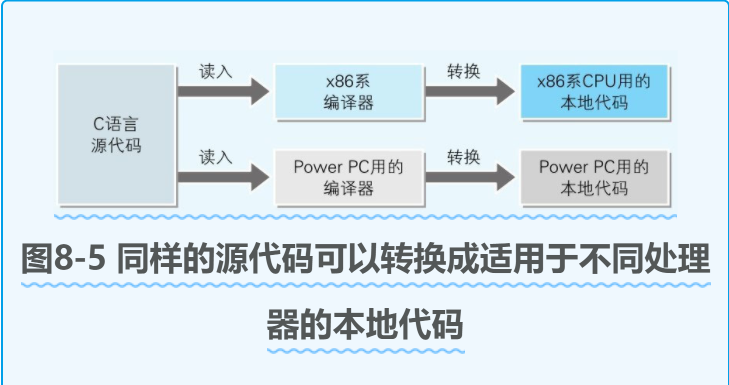 C语言
源代码
读入
x86系
编译器
转换
x86系CPU用的
本地代码
读入
Power PC用的
编译器
转换
Power PC用的
本地代码
图8-5 同样的源代码可以转换成适用于不同处理
器的本地代码